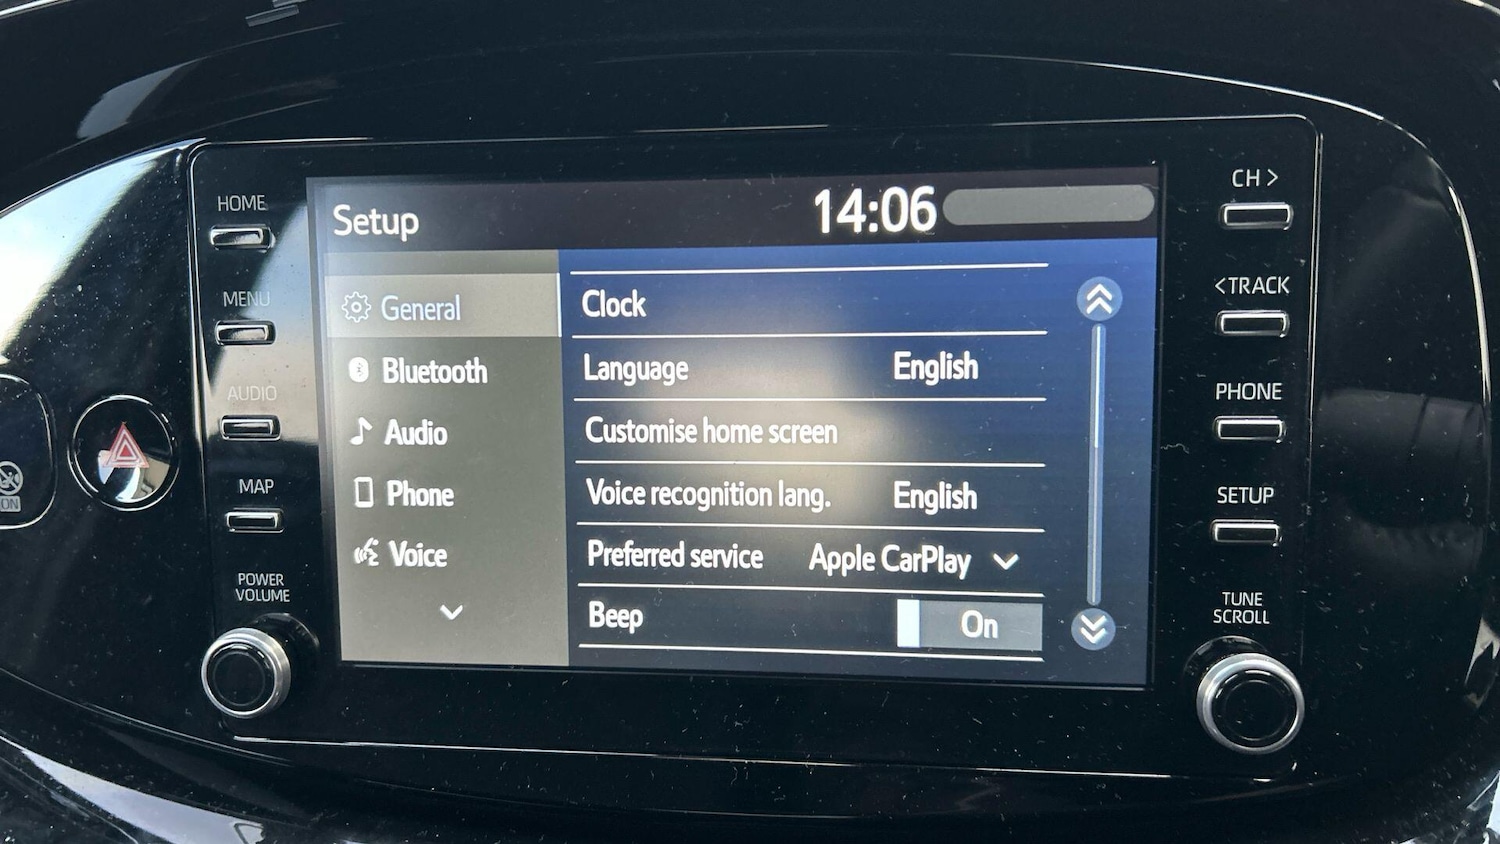 HOME
MENU
AUDIO
MAP
POWER
VOLUME
ON
Setup
14:06
General
Bluetooth
Audio
Phone
Voice
Clock
Language English
Customise home screen
Voice recognition lang. English
Preferred service Apple CarPlay
Beep On
CH >
<TRACK
PHONE
SETUP
TUNE
SCROLL